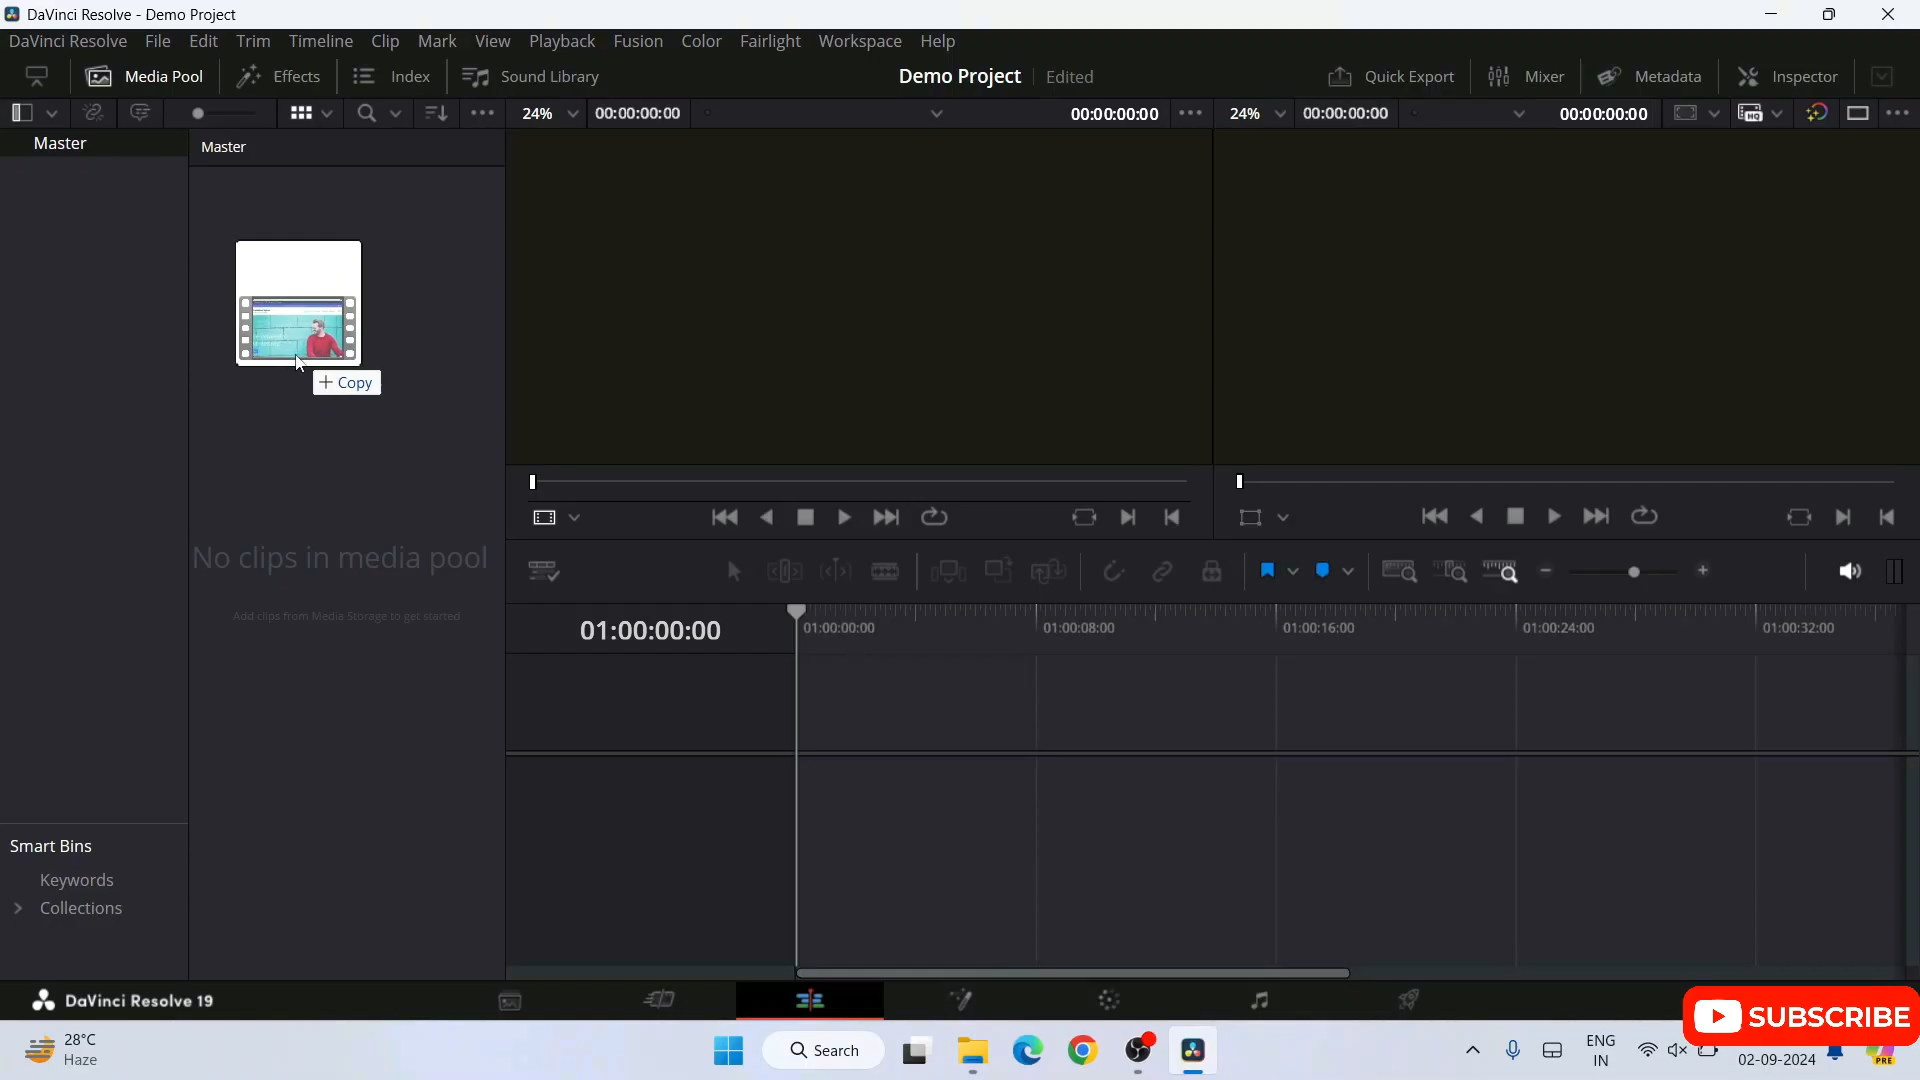 DaVinci Resolve - Demo Project
DaVinci Resolve File Edit Trim Timeline Clip Mark View Playback Fusion Color Fairlight Workspace Help
Media Pool Effects Index Sound Library Demo Project Edited Quick Export Mixer Metadata Inspector
24% 00:00:00:00 00:00:00:00 24% 00:00:00:00 00:00:00:00
Master
Master
+ Copy
No clips in media pool
Add clips from Media Storage to get started
01:00:00:00
01:00:00:00 01:00:08:00 01:00:16:00 01:00:24:00 01:00:32:00
Smart Bins
Keywords
Collections
DaVinci Resolve 19
SUBSCRIBE
28°C
Haze
Search
ENG
IN
02-09-2024
PRE